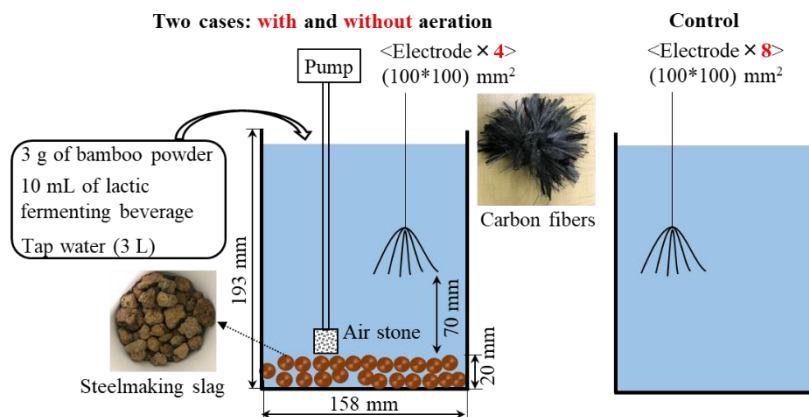 Two cases: with and without aeration
Control
<Electrode × 4>
(100*100) mm²
<Electrode × 8>
(100*100) mm²
Pump
3 g of bamboo powder
10 mL of lactic
fermenting beverage
Tap water (3 L)
Carbon fibers
193 mm
70 mm
Air stone
20 mm
Steelmaking slag
158 mm